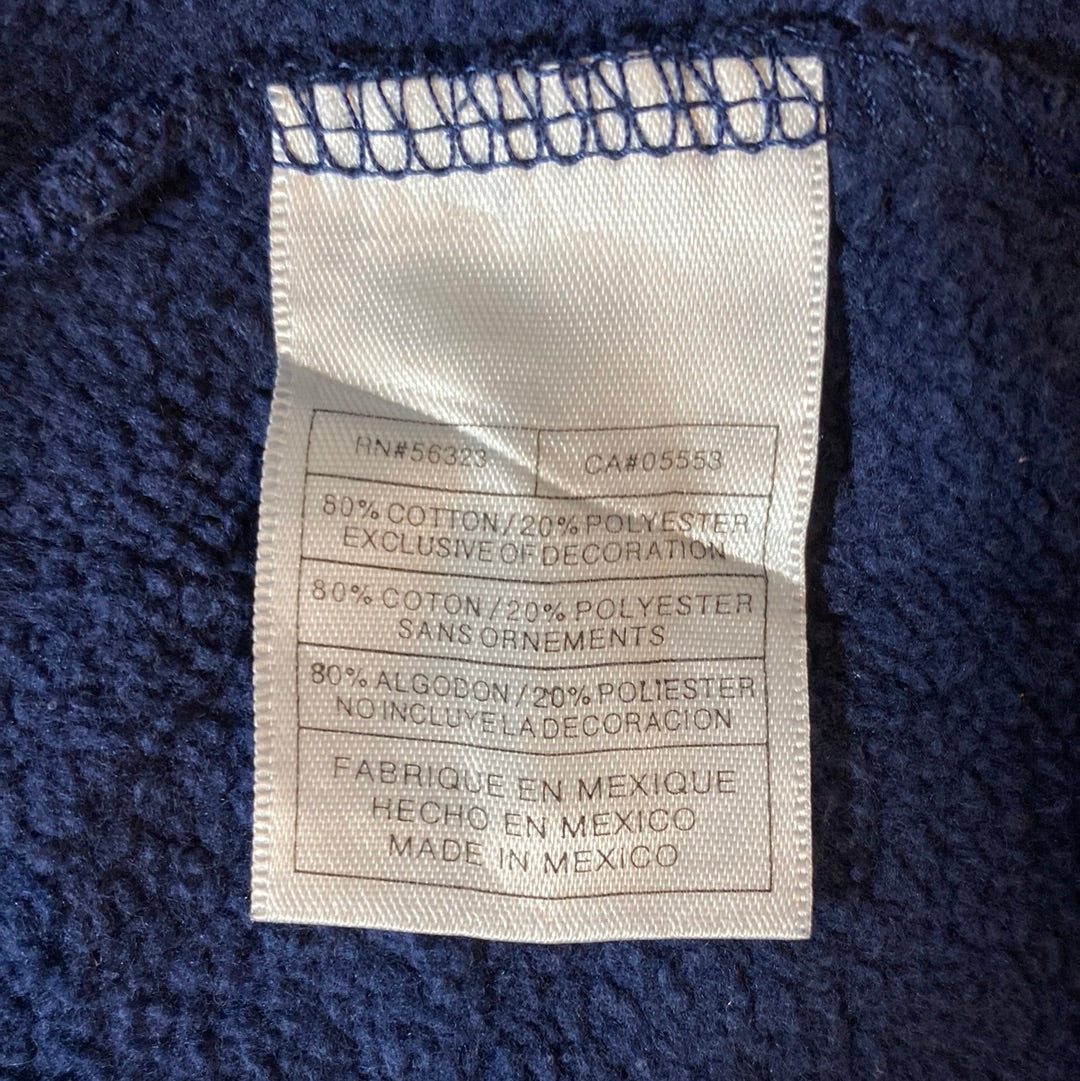 RN#56323 CA#05553
80% COTTON/20% POLYESTER
EXCLUSIVE OF DECORATION
80% COTON/20% POLYESTER
SANS ORNEMENTS
80% ALGODON/20% POLIESTER
NO INCLUYE LA DECORACION
FABRIQUE EN MEXIQUE
HECHO EN MEXICO
MADE IN MEXICO